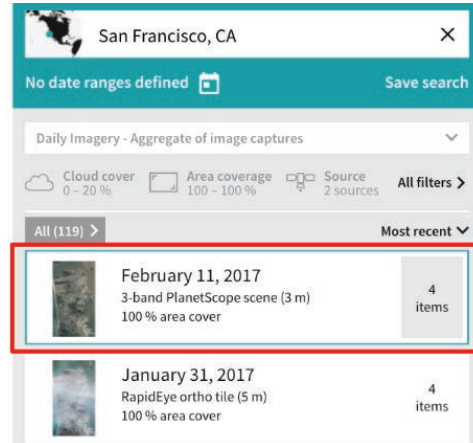 San Francisco, CA
No date ranges defined Save search
Daily Imagery - Aggregate of image captures
Cloud cover Area coverage Source All filters
0 – 20 % 100 – 100 % 2 sources
All (119) Most recent
February 11, 2017
3-band PlanetScope scene (3 m)
100 % area cover
4
items
January 31, 2017
RapidEye ortho tile (5 m)
100 % area cover
4
items